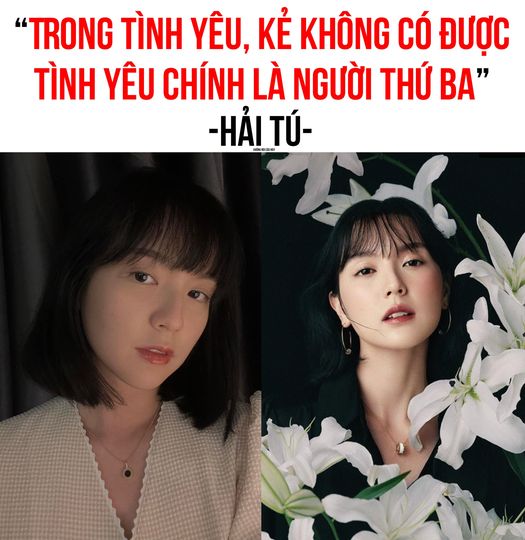 “TRONG TÌNH YÊU, KẺ KHÔNG CÓ ĐƯỢC
TÌNH YÊU CHÍNH LÀ NGƯỜI THỨ BA”
-HẢI TÚ-